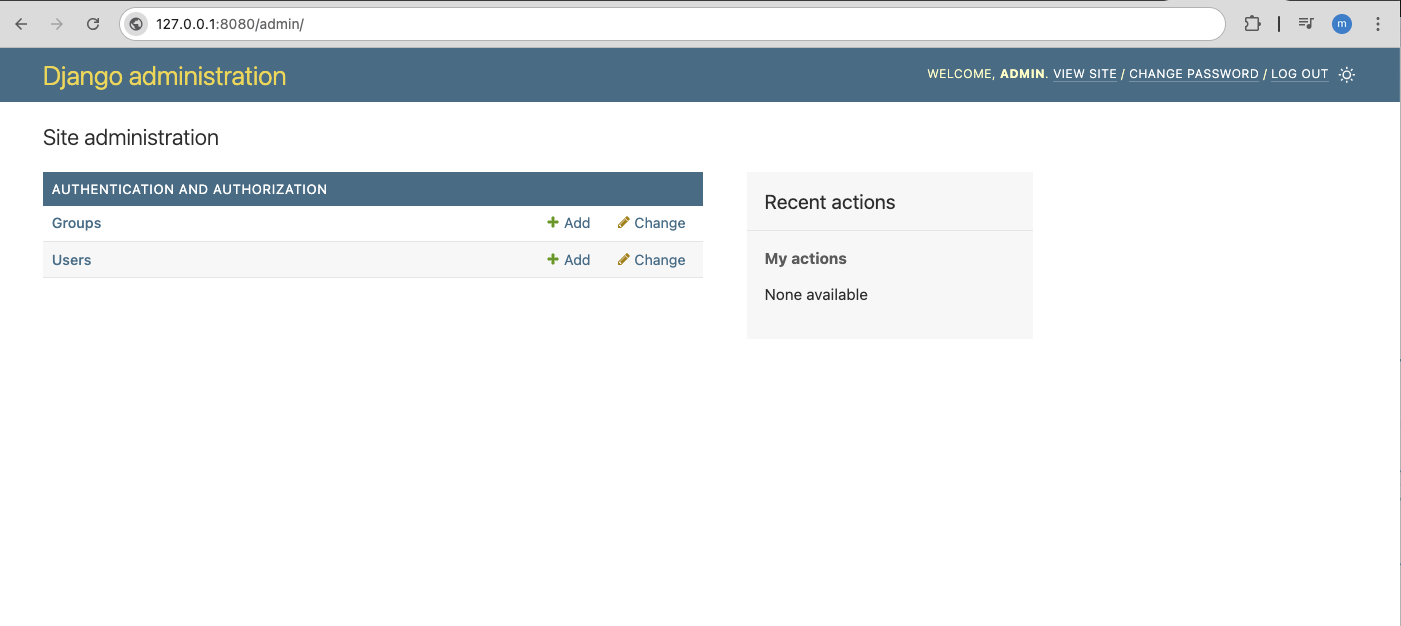 127.0.0.1:8080/admin/
m
Django administration
WELCOME, ADMIN. VIEW SITE / CHANGE PASSWORD / LOG OUT
Site administration
AUTHENTICATION AND AUTHORIZATION
Groups Add Change
Users Add Change
Recent actions
My actions
None available